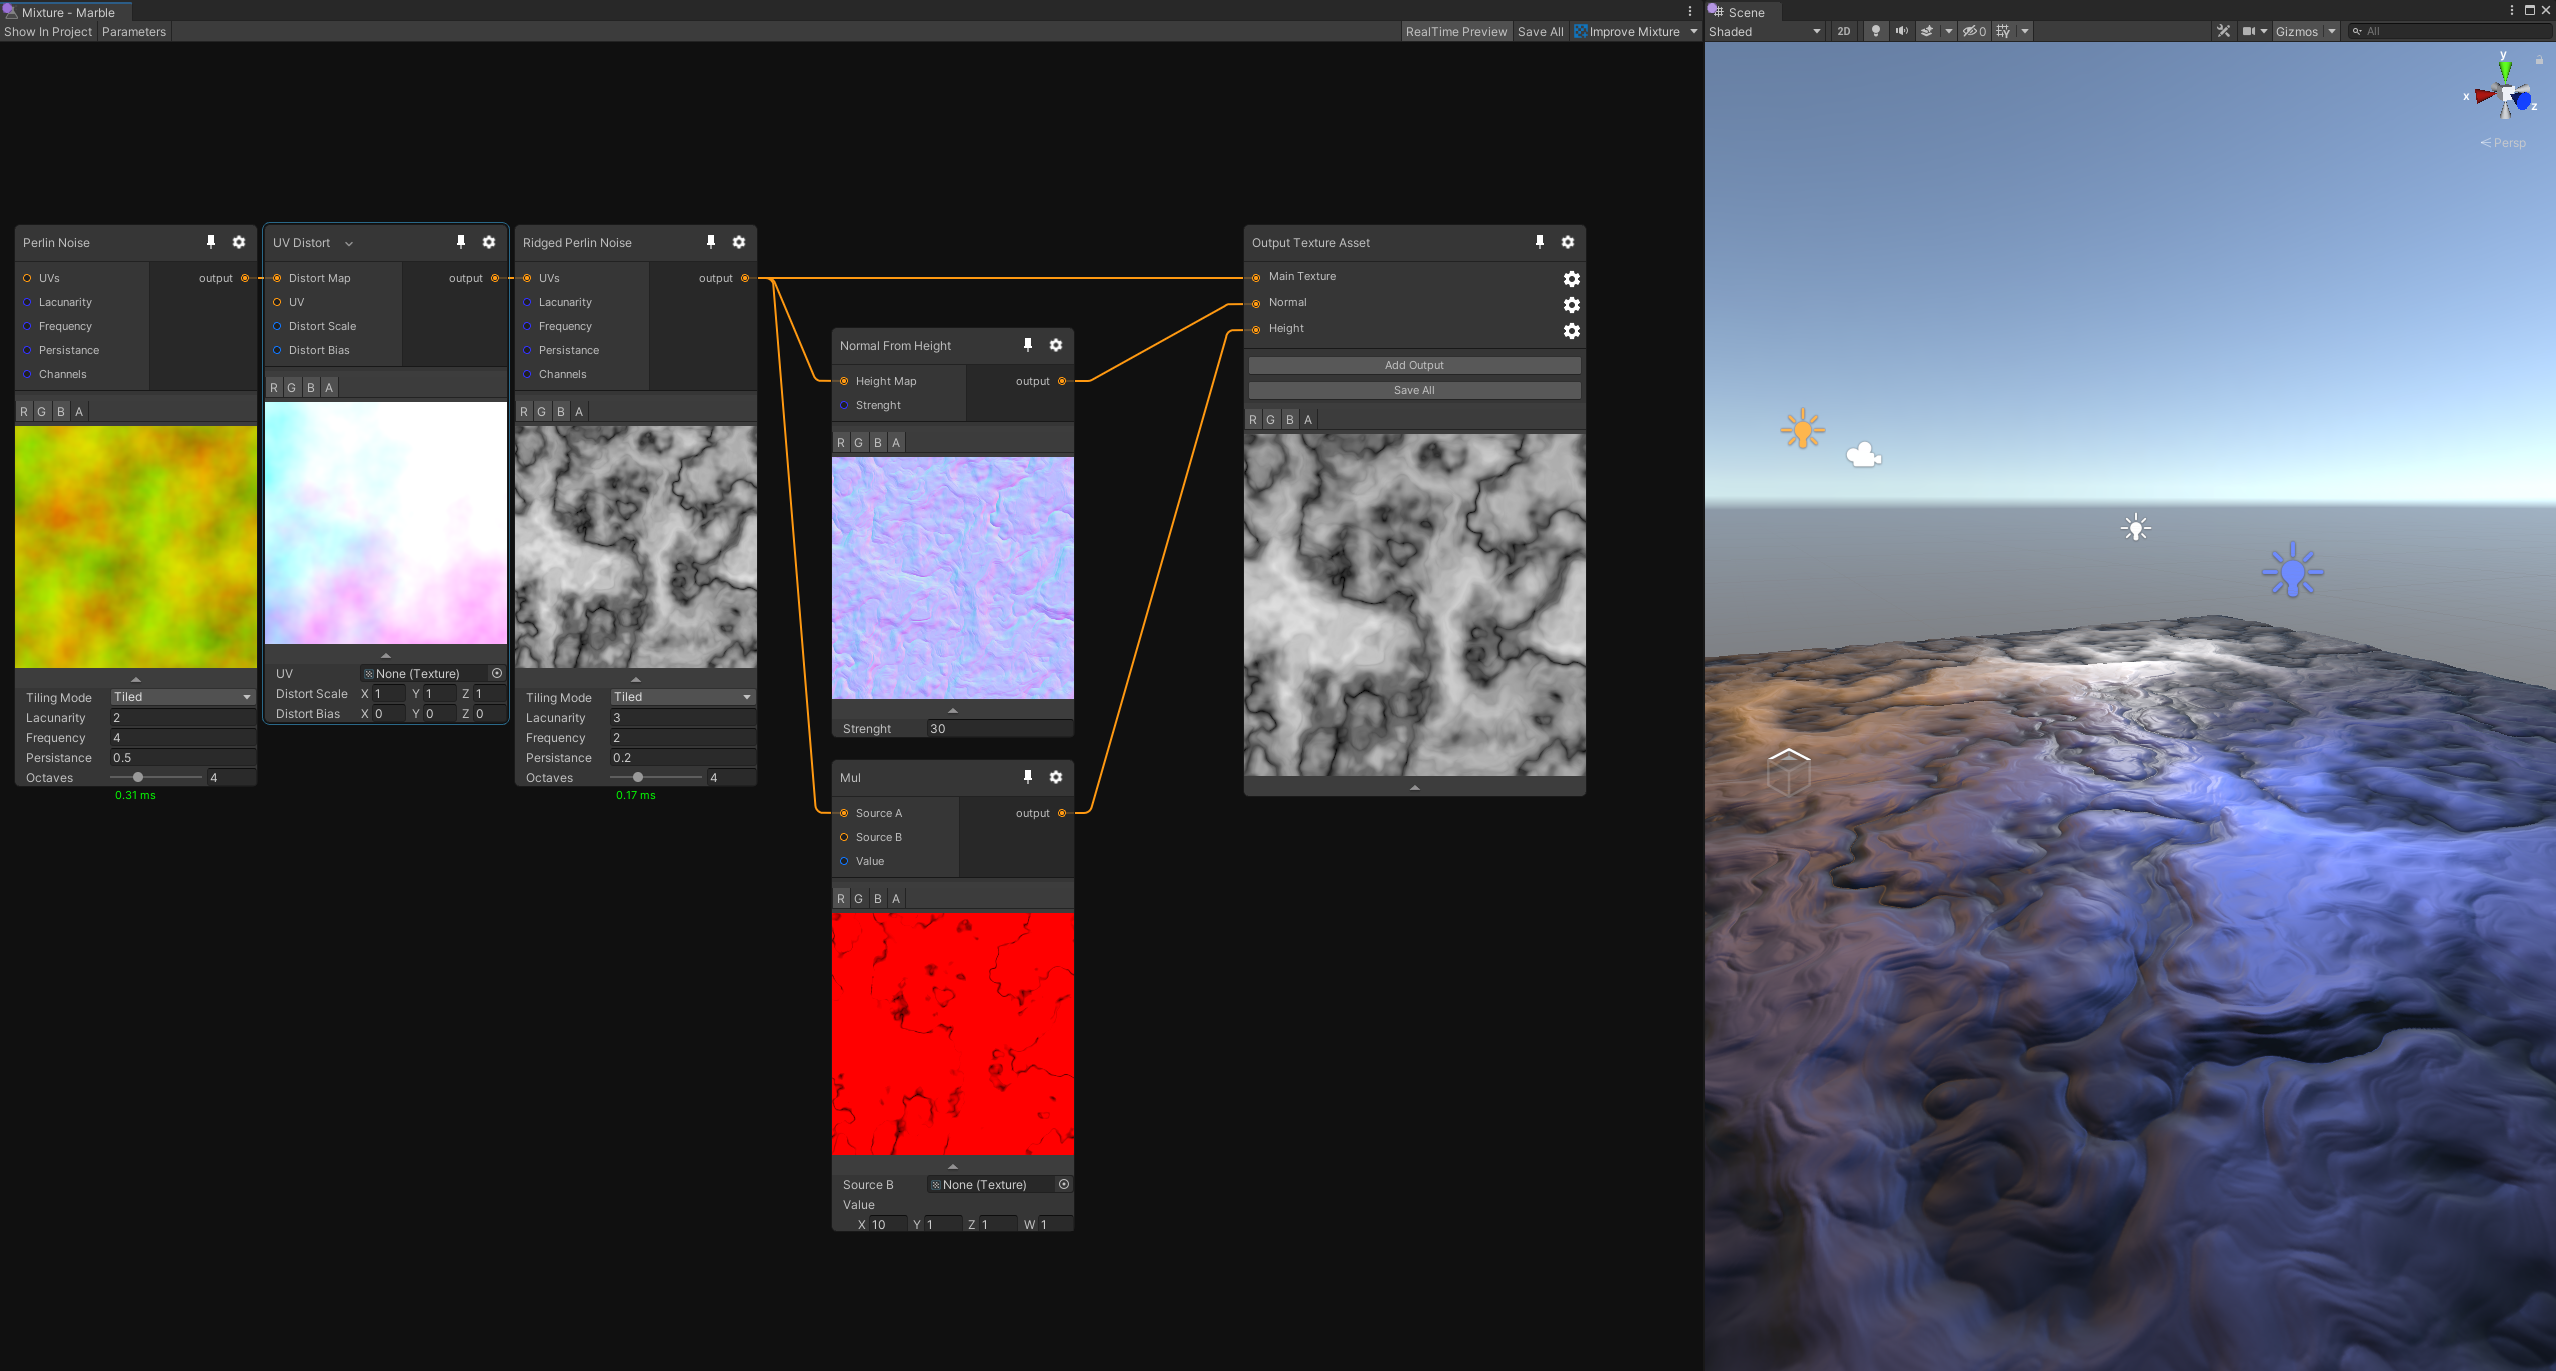 Mixture - Marble
Show In Project Parameters
RealTime Preview Save All Improve Mixture
Perlin Noise
UVs output
Lacunarity
Frequency
Persistance
Channels
R G B A
Tiling Mode Tiled
Lacunarity 2
Frequency 4
Persistance 0.5
Octaves 4
0.31 ms
UV Distort
Distort Map output
UV
Distort Scale
Distort Bias
R G B A
UV None (Texture)
Distort Scale X 1 Y 1 Z 1
Distort Bias X 0 Y 0 Z 0
Ridged Perlin Noise
UVs output
Lacunarity
Frequency
Persistance
Channels
R G B A
Tiling Mode Tiled
Lacunarity 3
Frequency 2
Persistance 0.2
Octaves 4
0.17 ms
Normal From Height
Height Map output
Strenght
R G B A
Strenght 30
Mul
Source A output
Source B
Value
R G B A
Source B None (Texture)
Value
X 10 Y 1 Z 1 W 1
Output Texture Asset
Main Texture
Normal
Height
Add Output
Save All
R G B A
Scene
Shaded 2D 0 Gizmos All
y
x
z
Persp